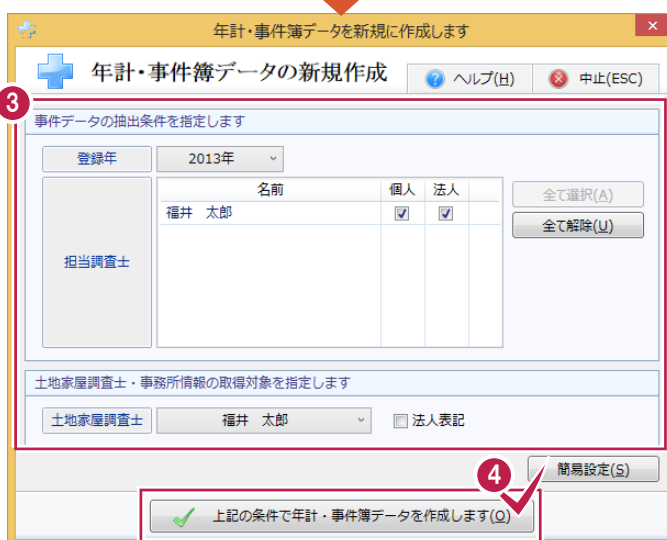 年計・事件簿データを新規に作成します
年計・事件簿データの新規作成
ヘルプ(H)
中止(ESC)
3
事件データの抽出条件を指定します
登録年
2013年
名前 個人 法人
福井 太郎
全て選択(A)
全て解除(U)
担当調査士
土地家屋調査士・事務所情報の取得対象を指定します
土地家屋調査士
福井 太郎
法人表記
4
簡易設定(S)
上記の条件で年計・事件簿データを作成します(O)